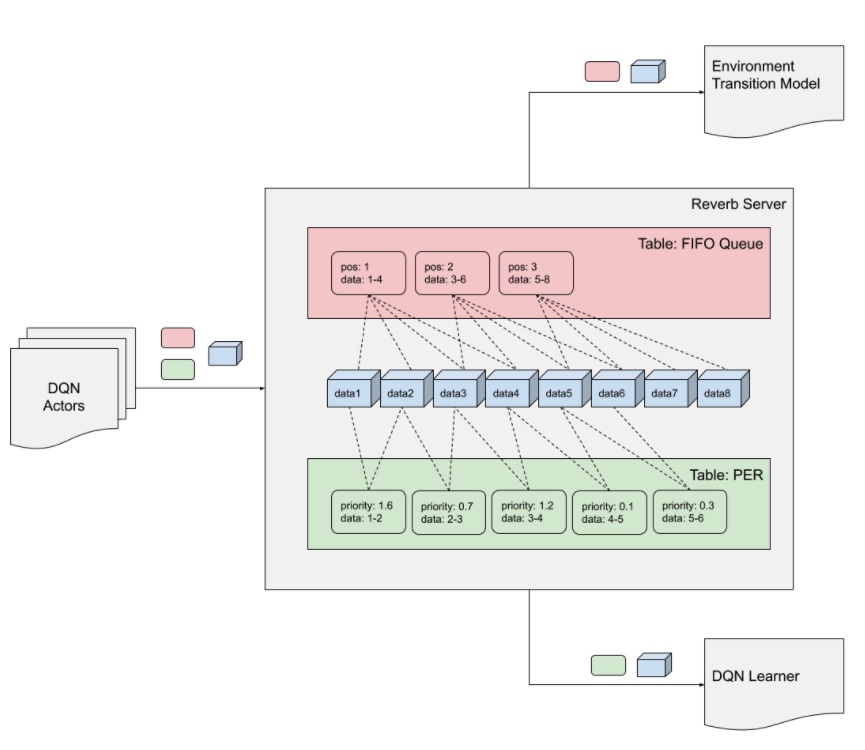 Environment
Transition Model
Reverb Server
Table: FIFO Queue
pos: 1
data: 1-4
pos: 2
data: 3-6
pos: 3
data: 5-8
DQN
Actors
data1
data2
data3
data4
data5
data6
data7
data8
Table: PER
priority: 1.6
data: 1-2
priority: 0.7
data: 2-3
priority: 1.2
data: 3-4
priority: 0.1
data: 4-5
priority: 0.3
data: 5-6
DQN Learner